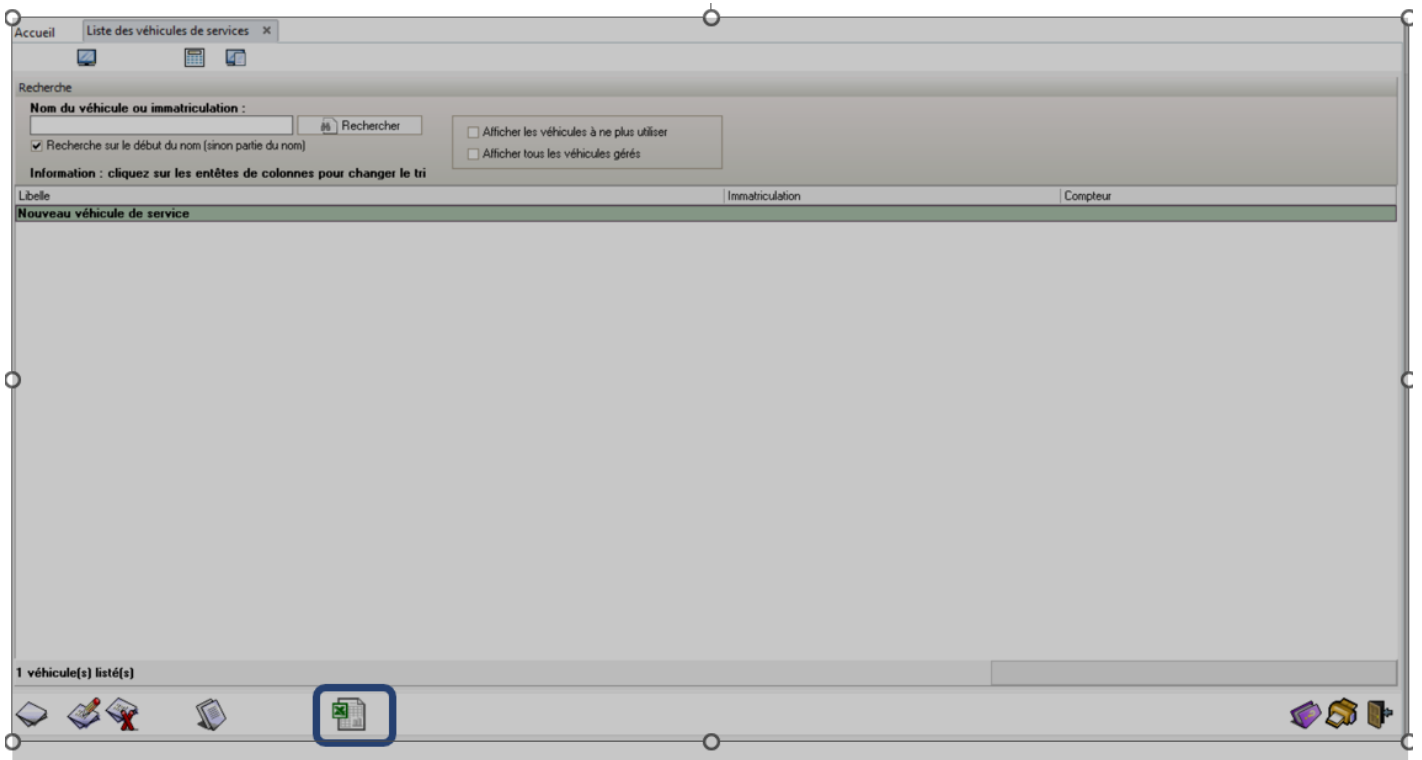 Accueil
Liste des véhicules de services ×
Recherche
Nom du véhicule ou immatriculation :
Rechercher
Recherche sur le début du nom (sinon partie du nom)
Afficher les véhicules à ne plus utiliser
Afficher tous les véhicules gérés
Information : cliquez sur les entêtes de colonnes pour changer le tri
Libelle Immatriculation Compteur
Nouveau véhicule de service
1 véhicule(s) listé(s)